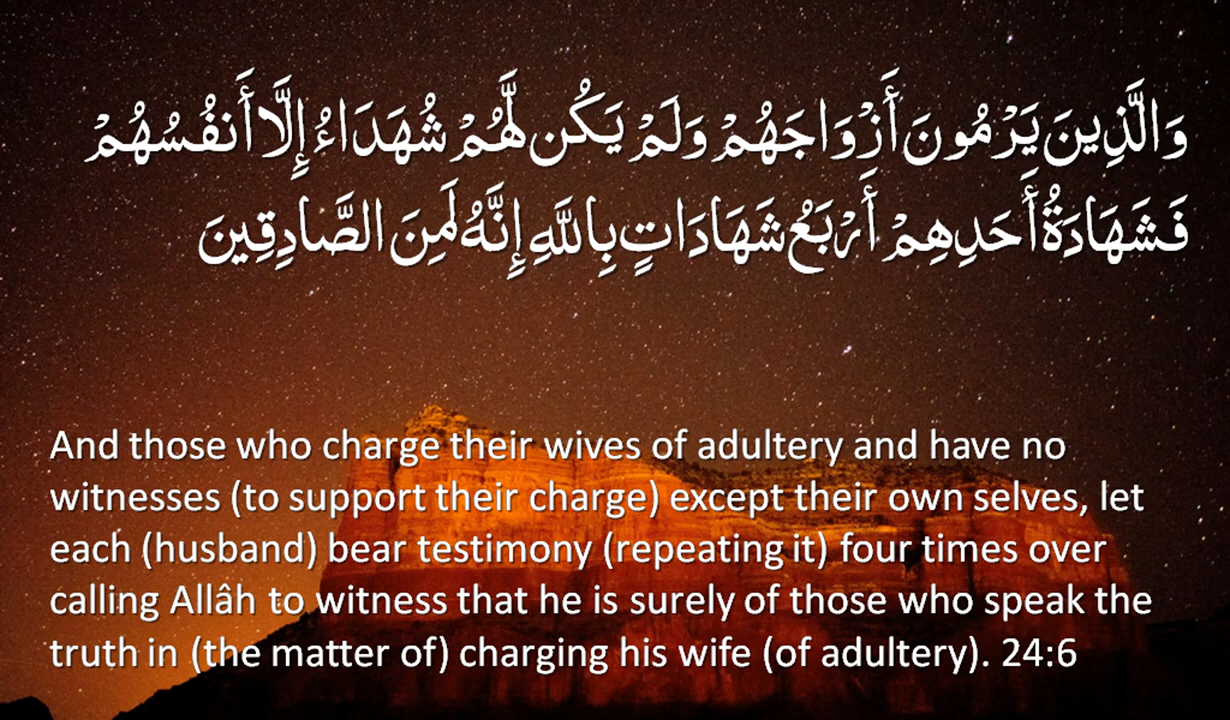 وَالَّذِينَ يَرْمُونَ أَزْوَاجَهُمْ وَلَمْ يَكُن لَّهُمْ شُهَدَاءُ إِلَّا أَنفُسُهُمْ
فَشَهَادَةُ أَحَدِهِمْ أَرْبَعُ شَهَادَاتٍ بِاللَّهِ إِنَّهُ لَمِنَ الصَّادِقِينَ
And those who charge their wives of adultery and have no
witnesses (to support their charge) except their own selves, let
each (husband) bear testimony (repeating it) four times over
calling Allâh to witness that he is surely of those who speak the
truth in (the matter of) charging his wife (of adultery). 24:6